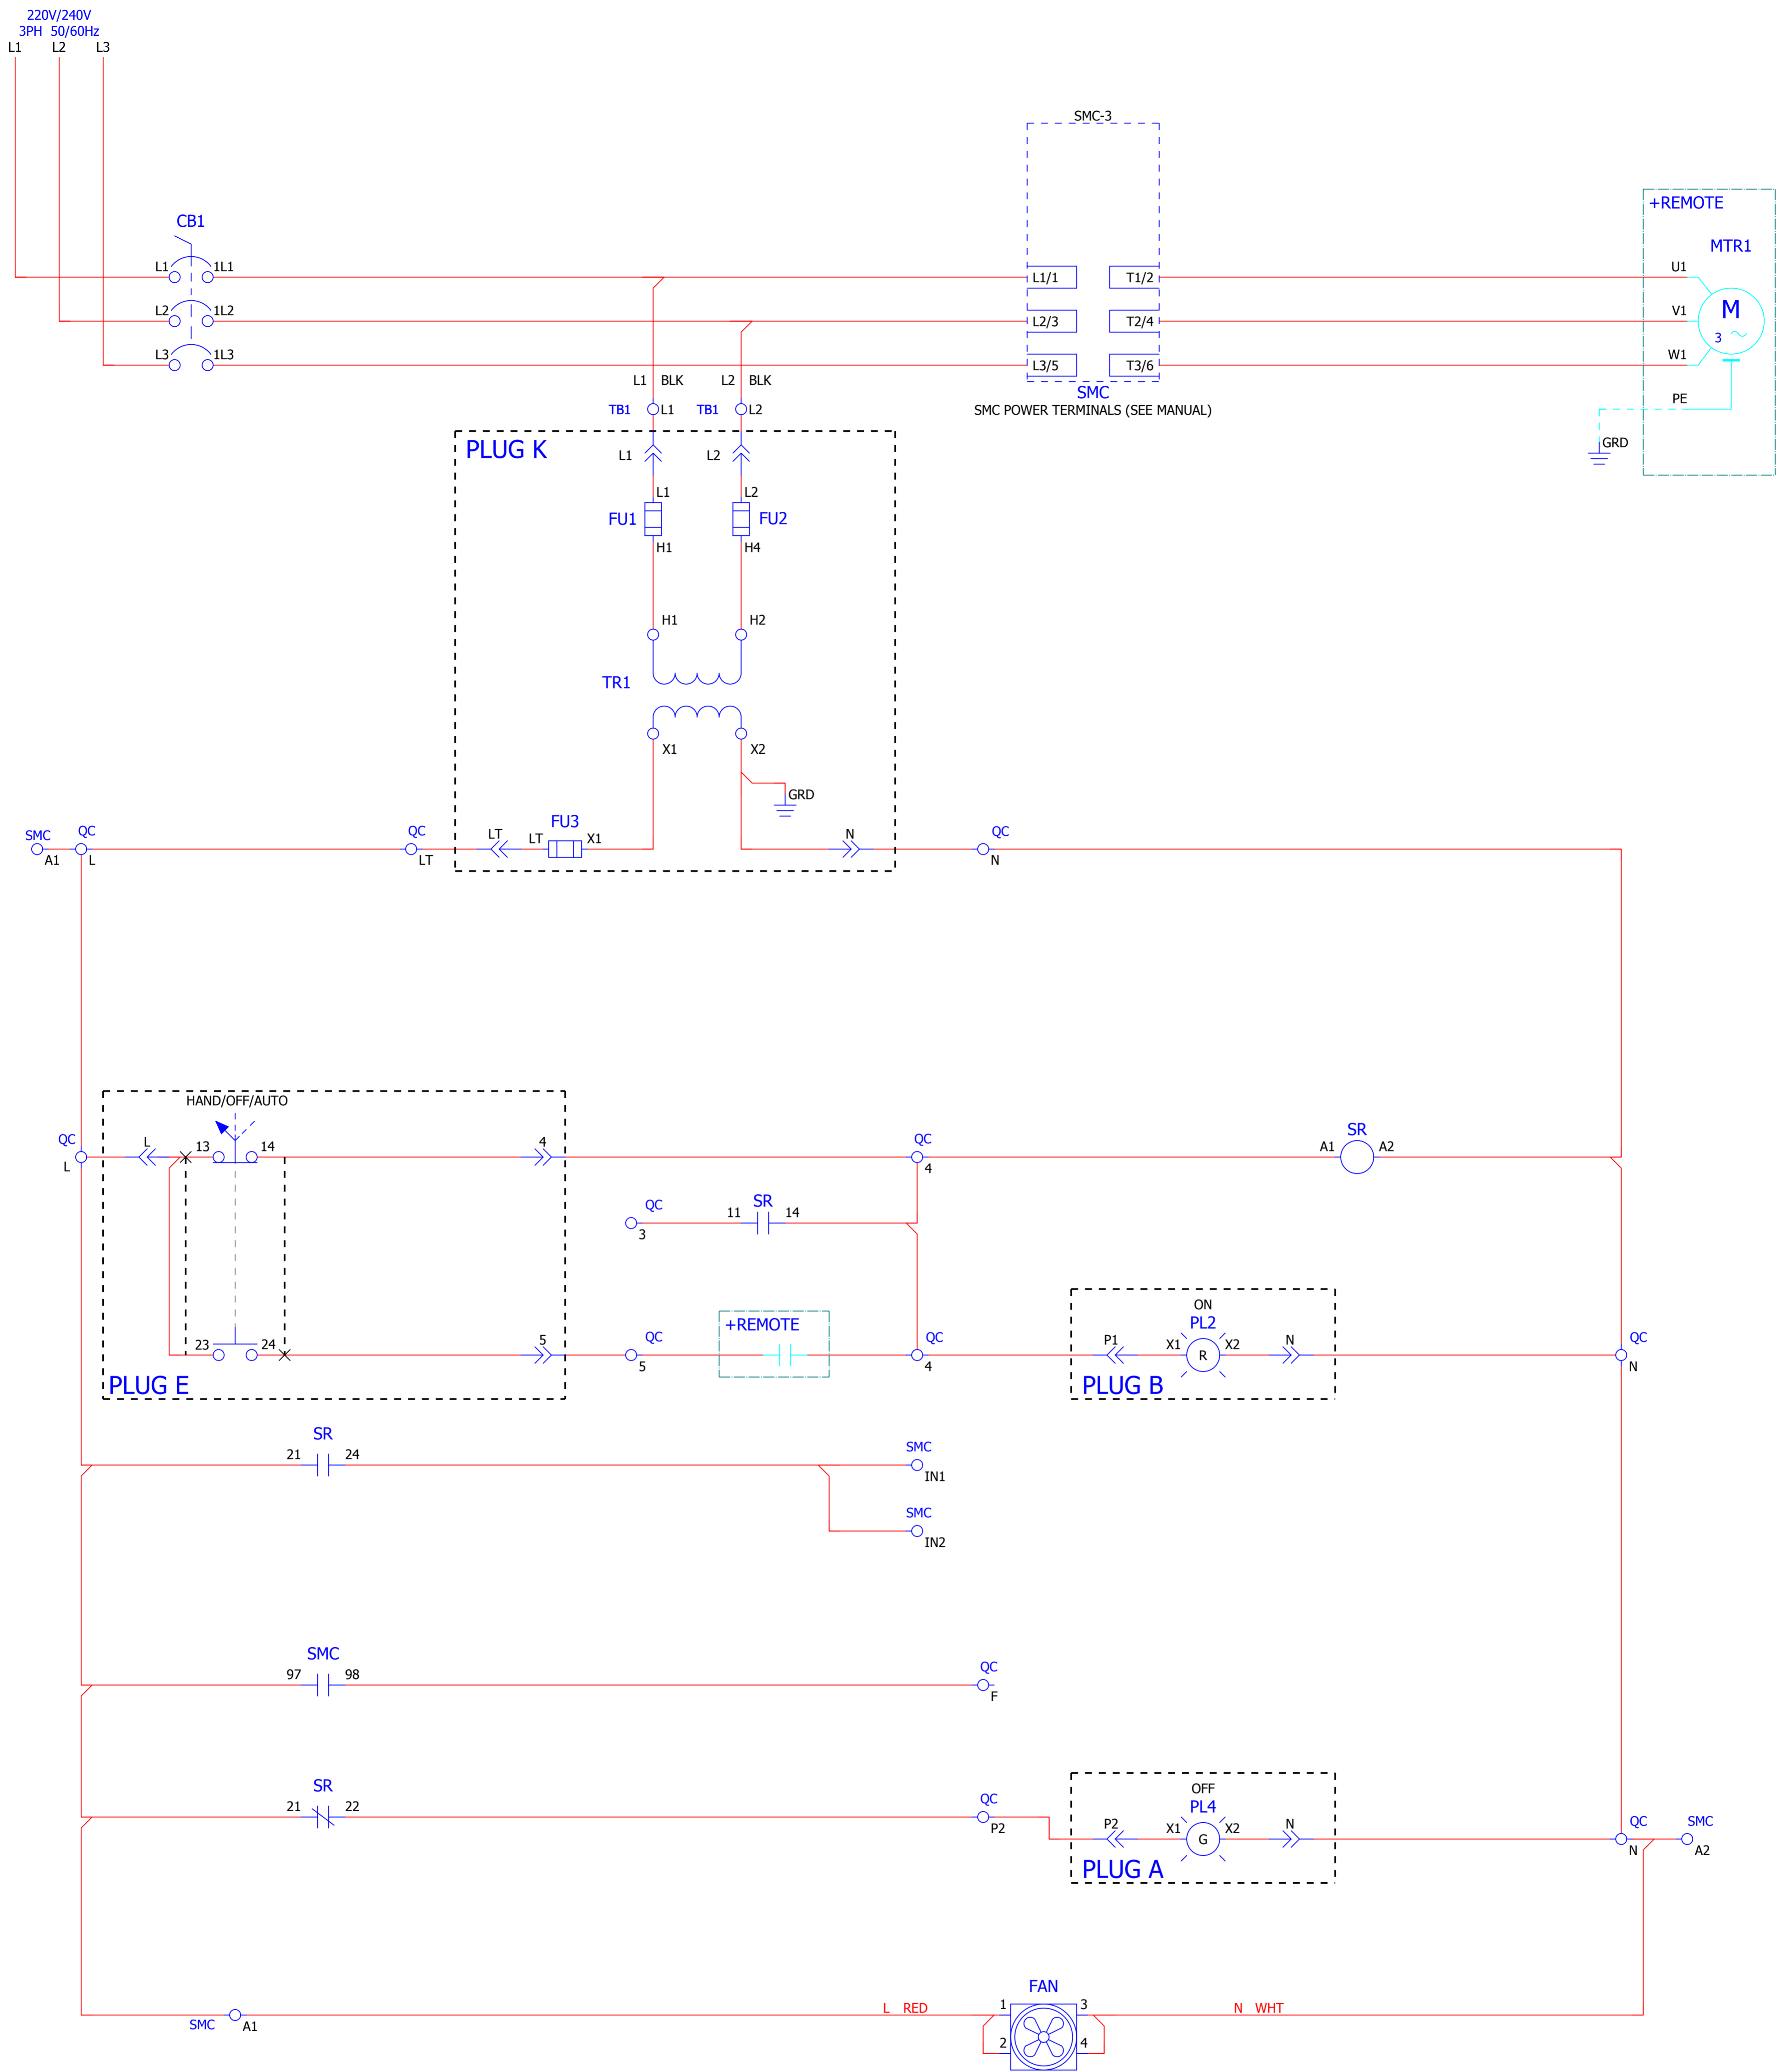 220V/240V
3PH 50/60Hz
L1 L2 L3
SMC-3
+REMOTE
MTR1
CB1
L1 1L1
L1/1 T1/2
U1
L2 1L2
L2/3 T2/4
V1
M
3
L3 1L3
L3/5 T3/6
W1
L1 BLK L2 BLK
SMC
PE
TB1 L1 TB1 L2
SMC POWER TERMINALS (SEE MANUAL)
GRD
PLUG K
L1 L2
L1 L2
FU1 FU2
H1 H4
H1 H2
TR1
X1 X2
GRD
SMC QC QC
FU3
QC
LT LT X1 N
A1 L LT N
HAND/OFF/AUTO
QC L 13 14 4 QC
SR
A1 A2
L 4
QC SR
11 14
3
+REMOTE
ON
PL2
23 24 5 QC QC
P1 X1 R X2 N
QC
5 4 N
PLUG E
PLUG B
SR
21 24
SMC
IN1
SMC
IN2
SMC
97 98
QC
F
SR
21 22
QC
P2
OFF
PL4
P2 X1 G X2 N
QC SMC
N A2
PLUG A
FAN
L RED 1 3 N WHT
SMC A1
2 4